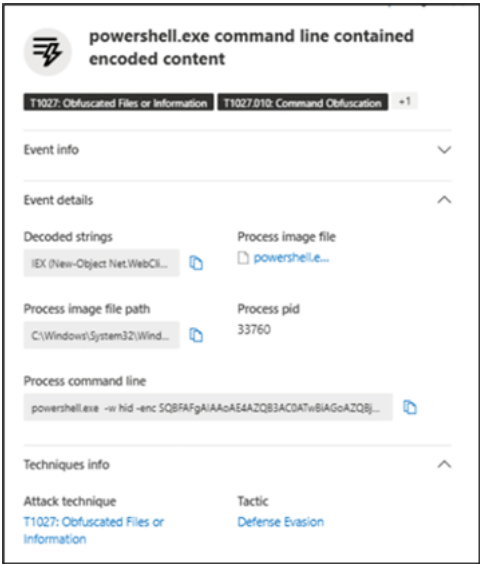 powershell.exe command line contained
encoded content
T1027: Obfuscated Files or Information T1027.010: Command Obfuscation +1
Event info
Event details
Decoded strings Process image file
IEX (New-Object Net.WebCli... powershell.e...
Process image file path Process pid
C:\Windows\System32\Wind... 33760
Process command line
powershell.exe -w hid -enc
Techniques info
Attack technique Tactic
T1027: Obfuscated Files or Defense Evasion
Information